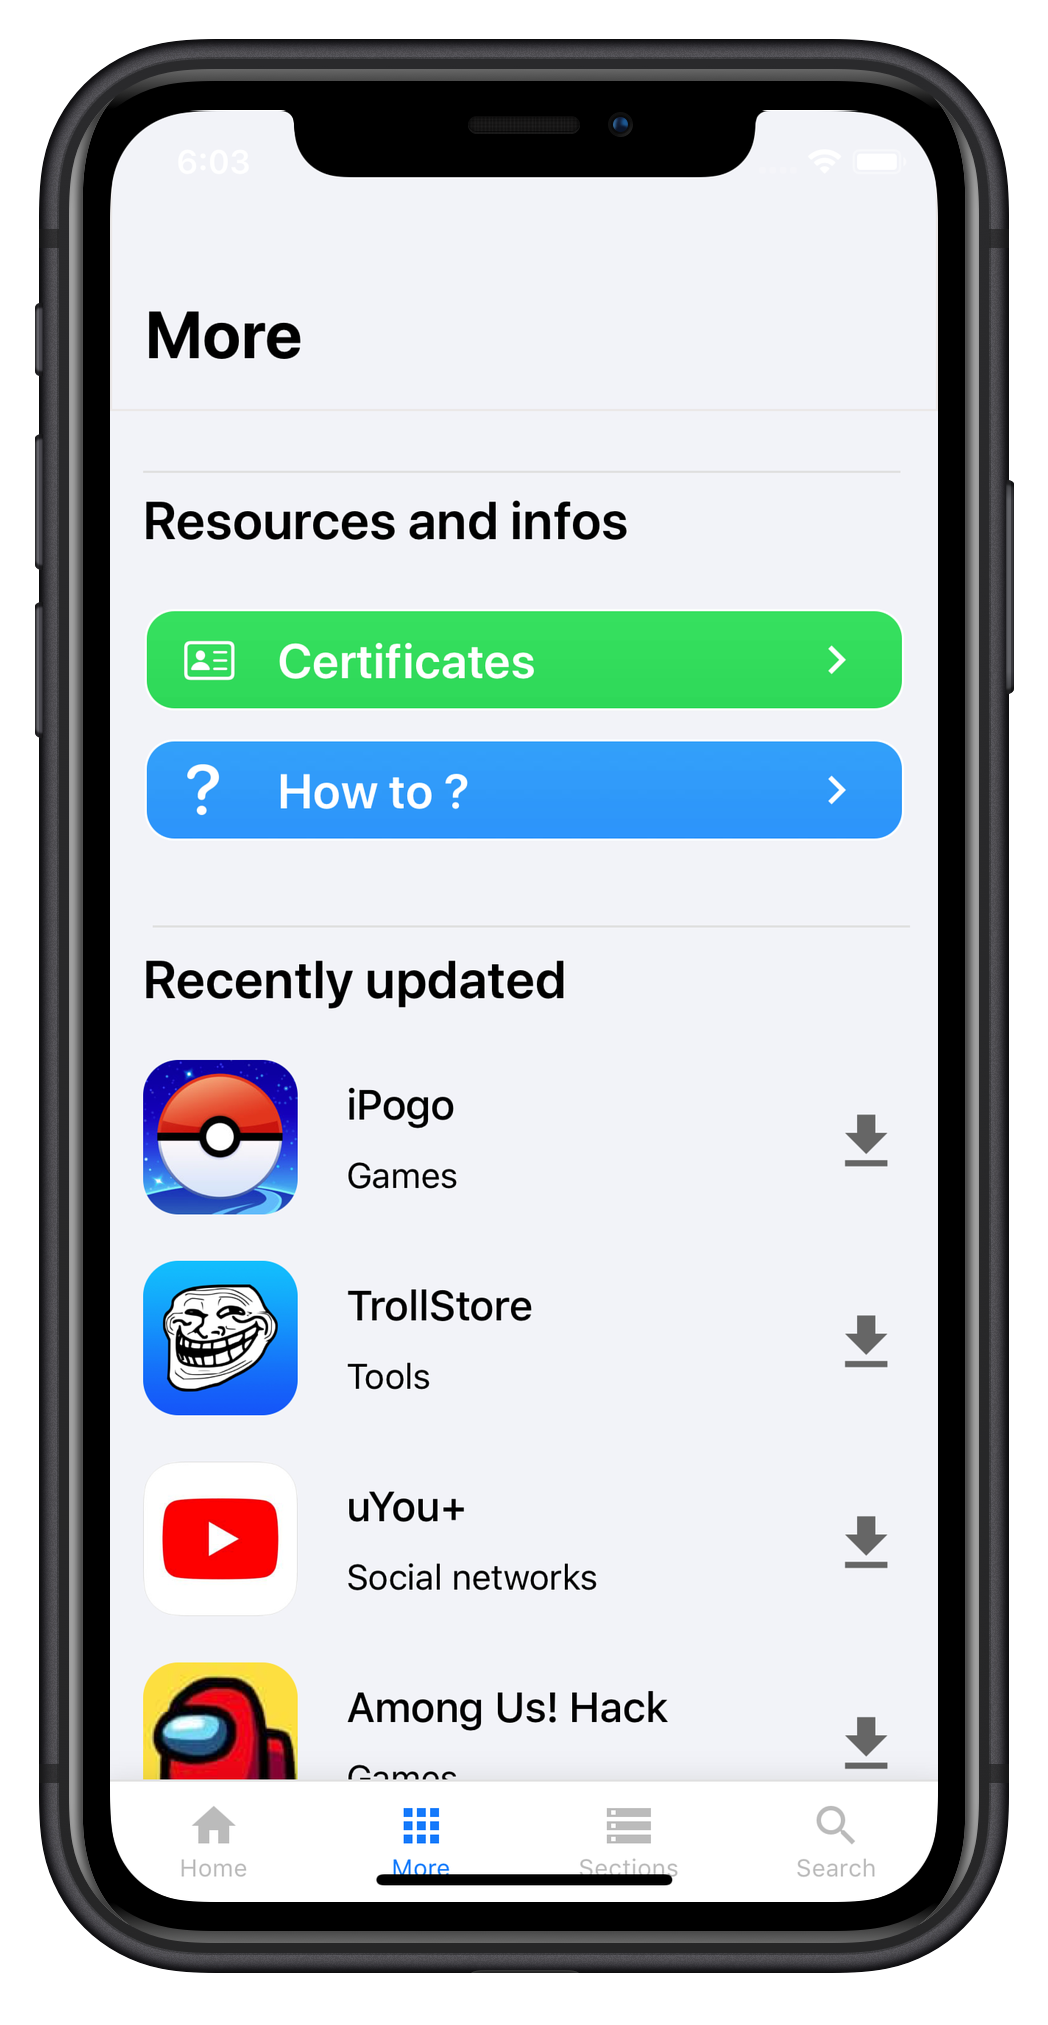 6:03
More
Resources and infos
Certificates
How to ?
Recently updated
iPogo
Games
TrollStore
Tools
uYou+
Social networks
Among Us! Hack
Games
Home More Sections Search